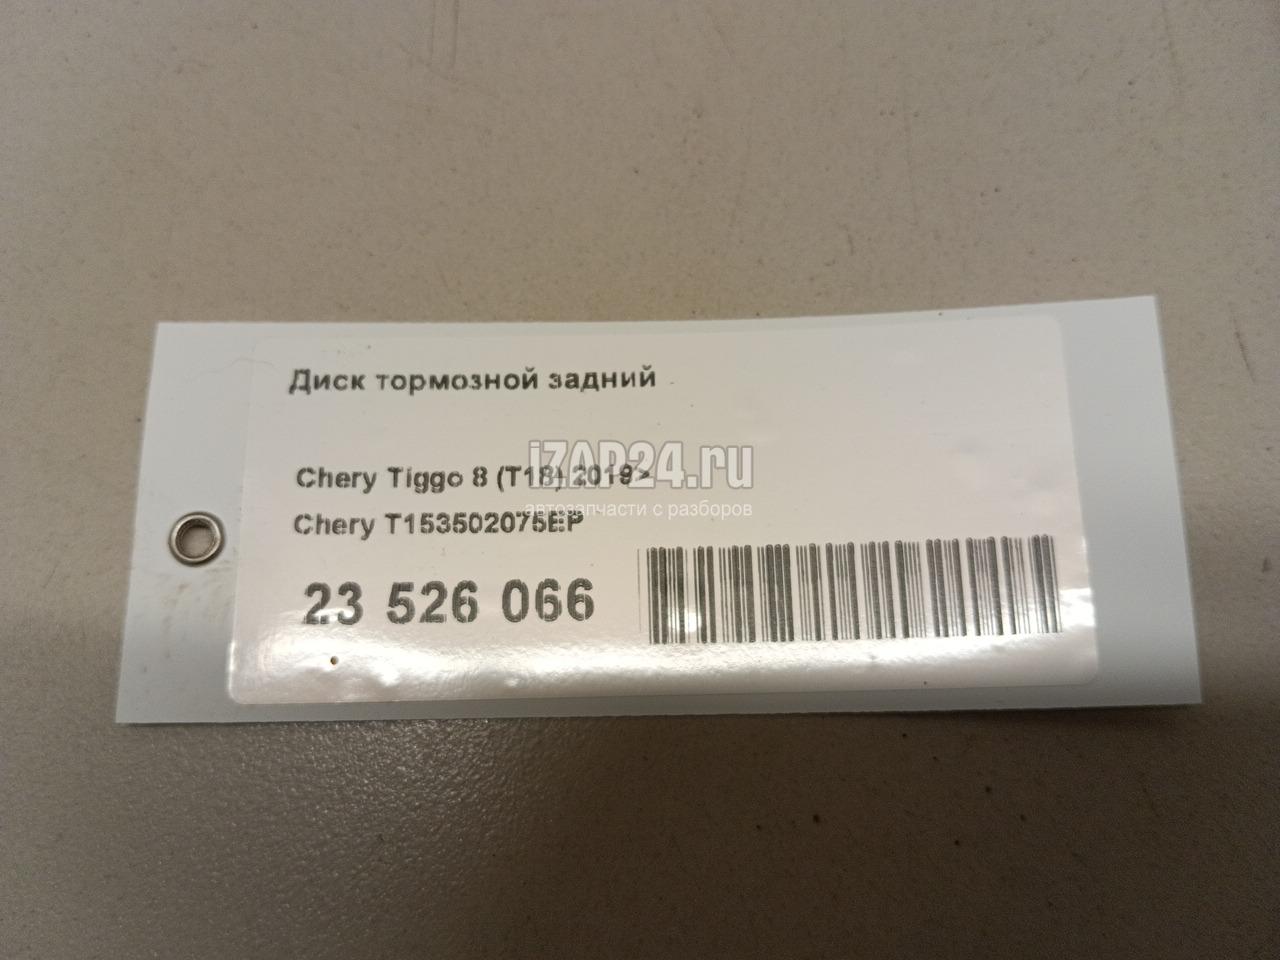 Диск тормозной задний
iZAP24.ru
Chery Tiggo 8 (T18) 2019>
автозапчасти с разборов
Chery T153502075EP
23 526 066